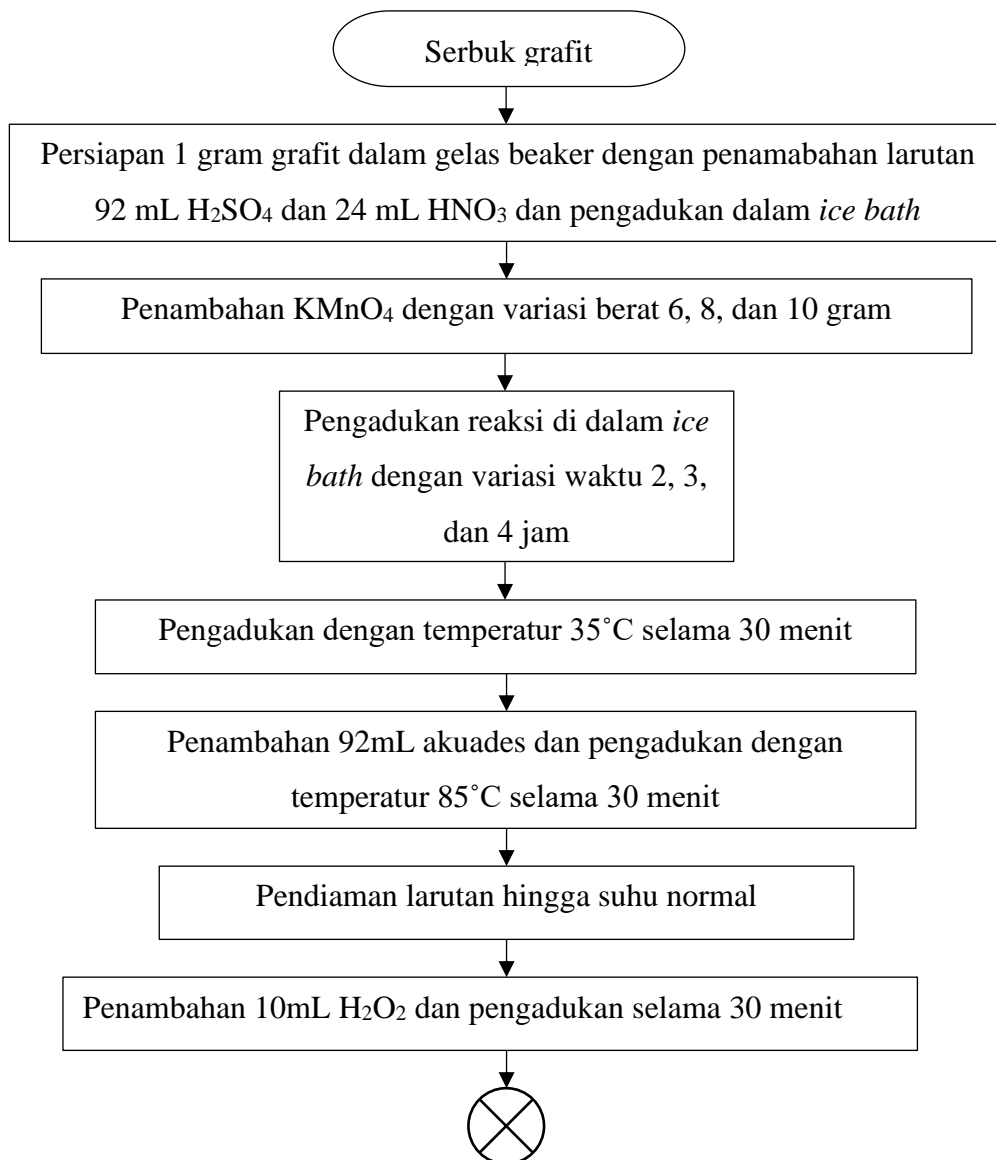 Serbuk grafit
Persiapan 1 gram grafit dalam gelas beaker dengan penamabahan larutan
92 mL H₂SO₄ dan 24 mL HNO₃ dan pengadukan dalam ice bath
Penambahan KMnO₄ dengan variasi berat 6, 8, dan 10 gram
Pengadukan reaksi di dalam ice
bath dengan variasi waktu 2, 3,
dan 4 jam
Pengadukan dengan temperatur 35˚C selama 30 menit
Penambahan 92mL akuades dan pengadukan dengan
temperatur 85˚C selama 30 menit
Pendiaman larutan hingga suhu normal
Penambahan 10mL H₂O₂ dan pengadukan selama 30 menit